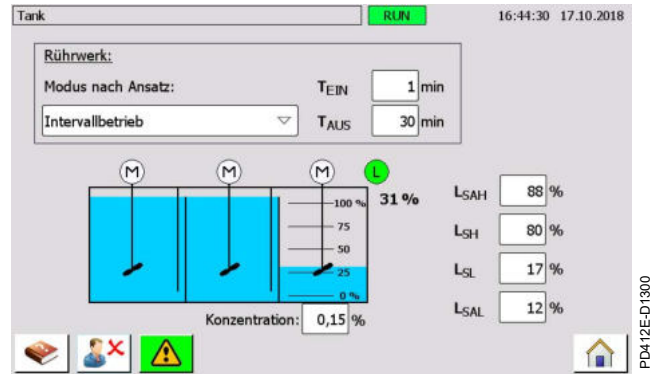 Tank RUN 16:44:30 17.10.2018
Rührwerk:
Modus nach Ansatz: TEIN 1 min
Intervallbetrieb TAUS 30 min
M M M L
100 % 31 % LSAH 88 %
75 LSH 80 %
50
25 LSL 17 %
0 % LSAL 12 %
Konzentration: 0,15 %
PD412E-D1300